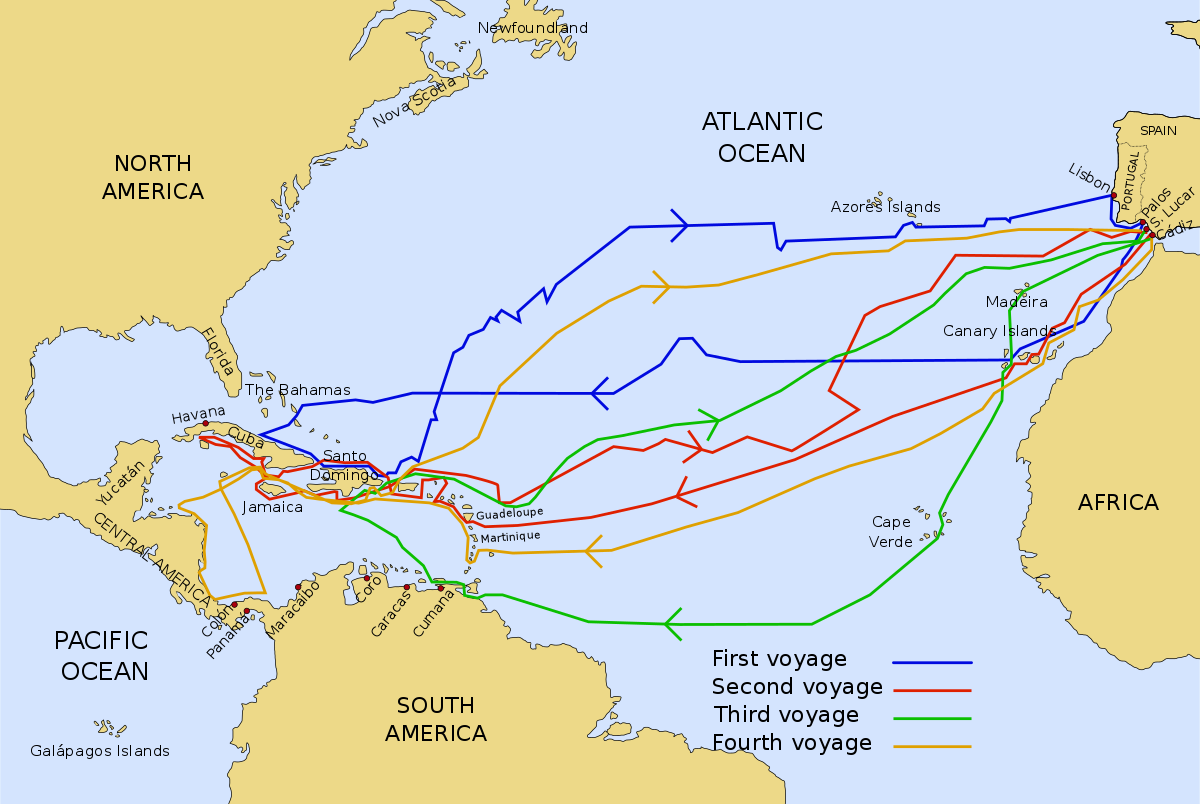 Newfoundland
Nova Scotia
ATLANTIC
OCEAN
SPAIN
PORTUGAL
NORTH
AMERICA
Lisbon
Palos
S. Lucar
Cádiz
Azores Islands
Madeira
Canary Islands
Florida
The Bahamas
Havana
Cuba
Santo
Domingo
Yucatán
Jamaica
Guadeloupe
Martinique
AFRICA
Cape
Verde
CENTRAL AMERICA
Colón
Panamá
Maracaibo
Coro
Caracas
Cumana
PACIFIC
OCEAN
First voyage
Second voyage
Third voyage
Fourth voyage
SOUTH
AMERICA
Galápagos Islands